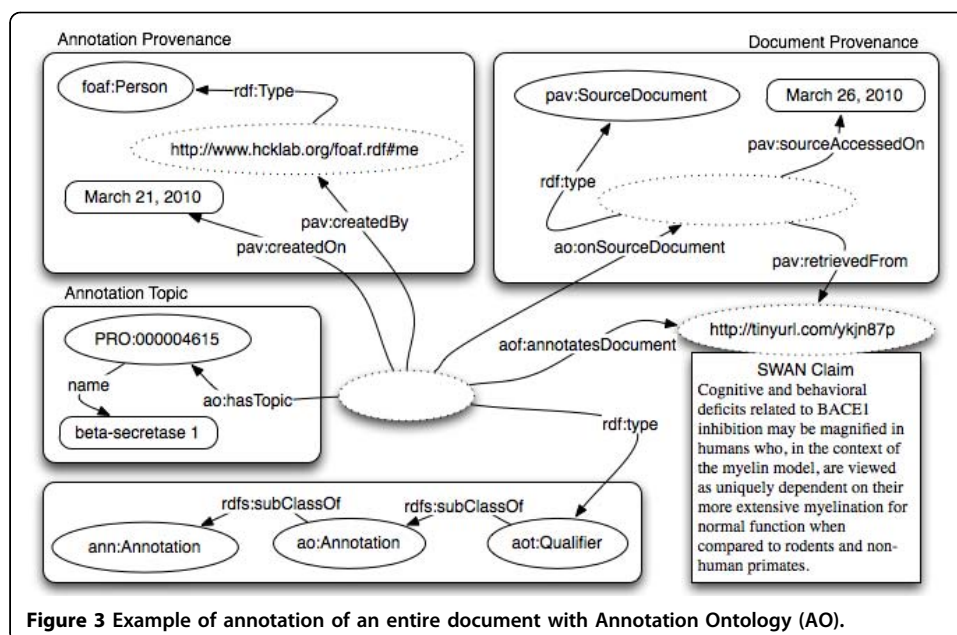 Annotation Provenance
foaf:Person
rdf:Type
http://www.hcklab.org/foaf.rdf#me
March 21, 2010
pav:createdBy
pav:createdOn
Document Provenance
pav:SourceDocument
March 26, 2010
pav:sourceAccessedOn
rdf:type
ao:onSourceDocument
pav:retrievedFrom
Annotation Topic
PRO:000004615
name
ao:hasTopic
beta-secretase 1
aof:annotatesDocument
http://tinyurl.com/ykjn87p
rdf:type
SWAN Claim
Cognitive and behavioral
deficits related to BACE1
inhibition may be magnified in
humans who, in the context of
the myelin model, are viewed
as uniquely dependent on their
more extensive myelination for
normal function when
compared to rodents and non-
human primates.
rdfs:subClassOf
rdfs:subClassOf
ann:Annotation
ao:Annotation
aot:Qualifier
Figure 3 Example of annotation of an entire document with Annotation Ontology (AO).